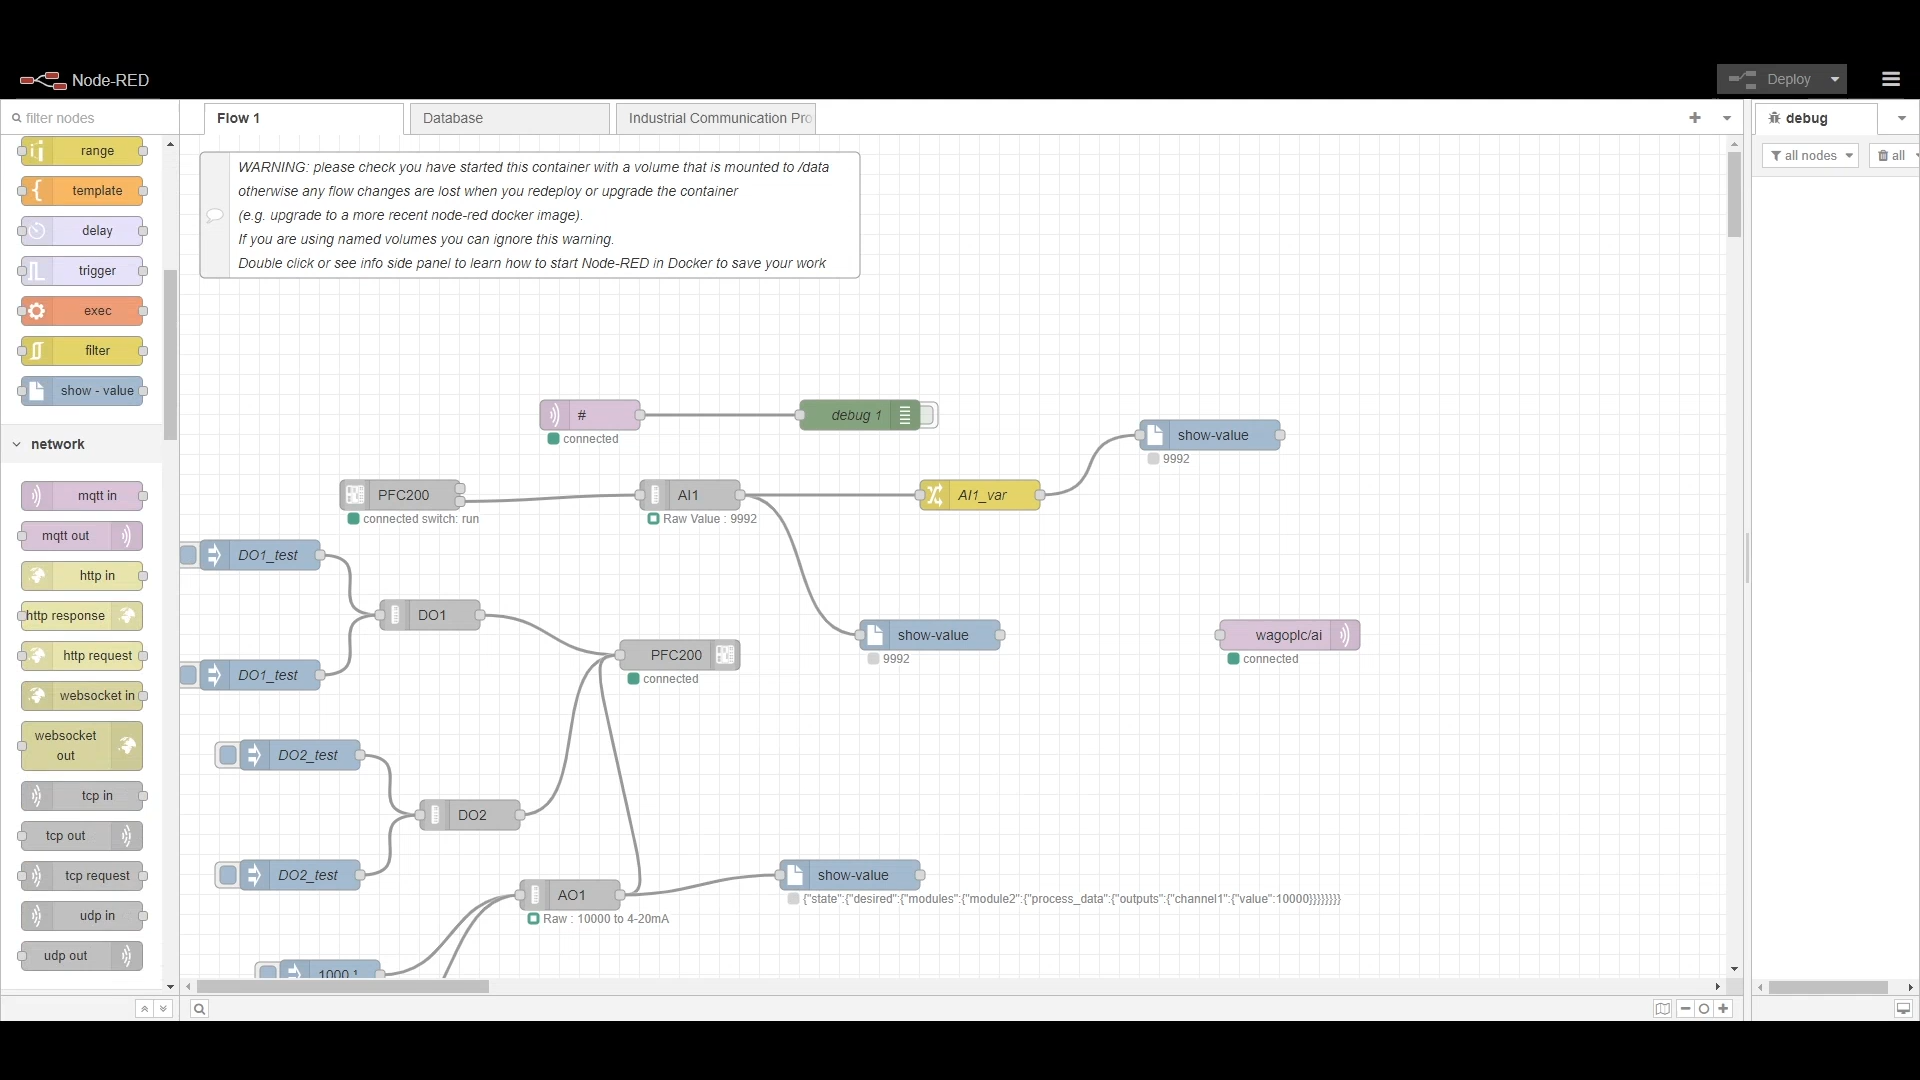 Node-RED
Deploy
filter nodes
Flow 1
Database
Industrial Communication Pro
debug
all nodes
all
range
template
delay
trigger
exec
filter
show - value
network
mqtt in
mqtt out
http in
http response
http request
websocket in
websocket
out
tcp in
tcp out
tcp request
udp in
udp out
WARNING: please check you have started this container with a volume that is mounted to /data
otherwise any flow changes are lost when you redeploy or upgrade the container
(e.g. upgrade to a more recent node-red docker image).
If you are using named volumes you can ignore this warning.
Double click or see info side panel to learn how to start Node-RED in Docker to save your work
#
connected
debug 1
show-value
9992
PFC200
connected switch: run
AI1
Raw Value : 9992
AI1_var
DO1_test
DO1
DO1_test
PFC200
connected
show-value
9992
wagoplc/ai
connected
DO2_test
DO2
DO2_test
AO1
Raw : 10000 to 4-20mA
show-value
{"state":{"desired":{"modules":{"module2":{"process_data":{"outputs":{"channel1":{"value":10000}}}}}}}}